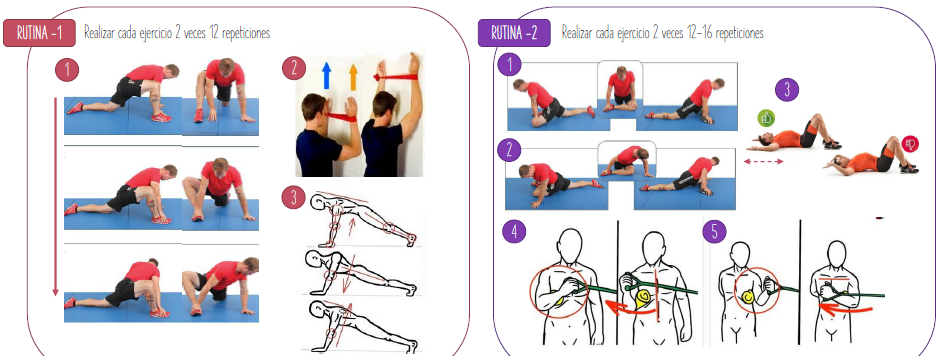 RUTINA -1
Realizar cada ejercicio 2 veces 12 repeticiones
1
2
3
RUTINA -2
Realizar cada ejercicio 2 veces 12-16 repeticiones
1
2
3
4
5